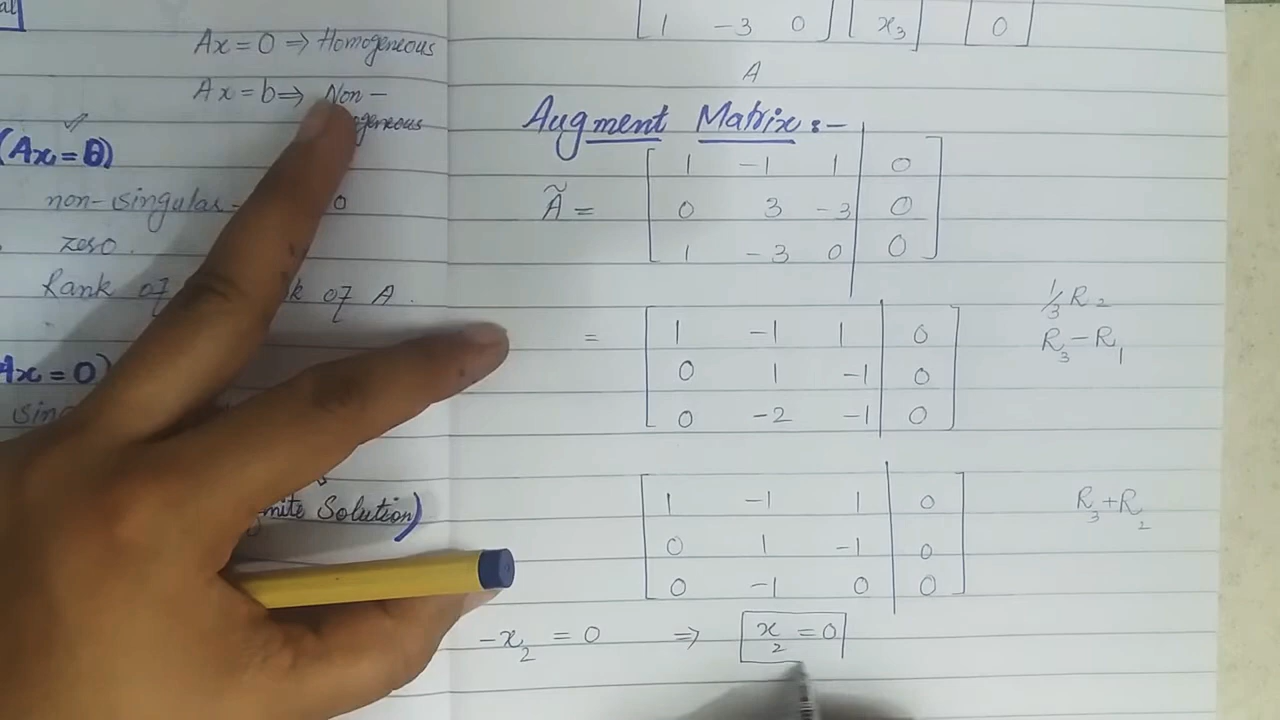 al
Ax = 0 ⇒ Homogeneous
Ax = b ⇒ Non-
geneous
(Ax = 0)
non-singular - 0
zero.
Rank of k of A.
Ax = 0)
sing
Solution)
1 -3 0 x₃ 0
A
Augment Matrix :-
1 -1 1 0
Ã = 0 3 -3 0
1 -3 0 0
1/3 R₂
= 1 -1 1 0 R₃ - R₁
0 1 -1 0
0 -2 -1 0
1 -1 1 0 R₃ + R₂
0 1 -1 0
0 -1 0 0
-x₂ = 0 ⇒ x₂ = 0